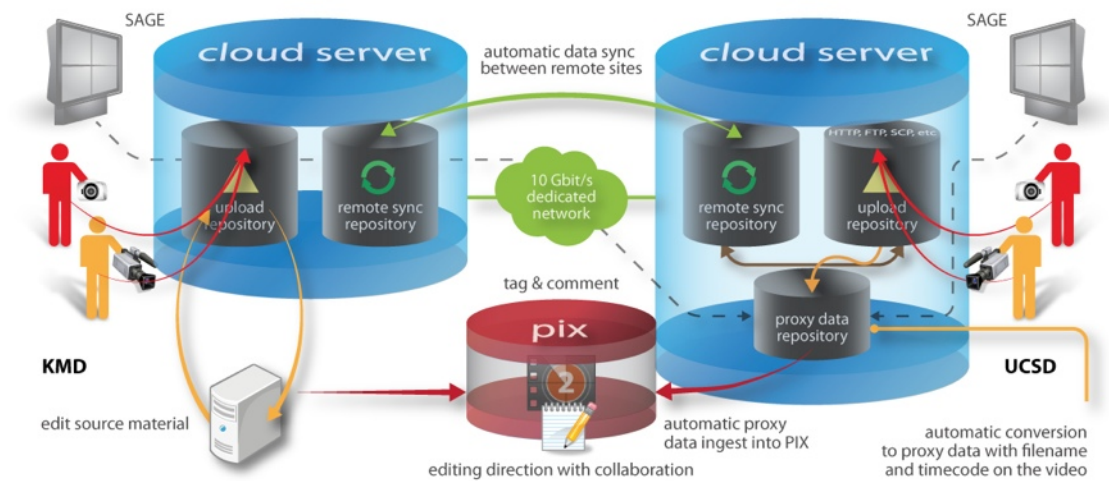 SAGE
SAGE
cloud server
cloud server
automatic data sync
between remote sites
HTTP, FTP, SCP, etc
10 Gbit/s
dedicated
network
upload
repository
remote sync
repository
remote sync
repository
upload
repository
tag & comment
proxy data
repository
pix
2
KMD
UCSD
edit source material
automatic proxy
data ingest into PIX
editing direction with collaboration
automatic conversion
to proxy data with filename
and timecode on the video